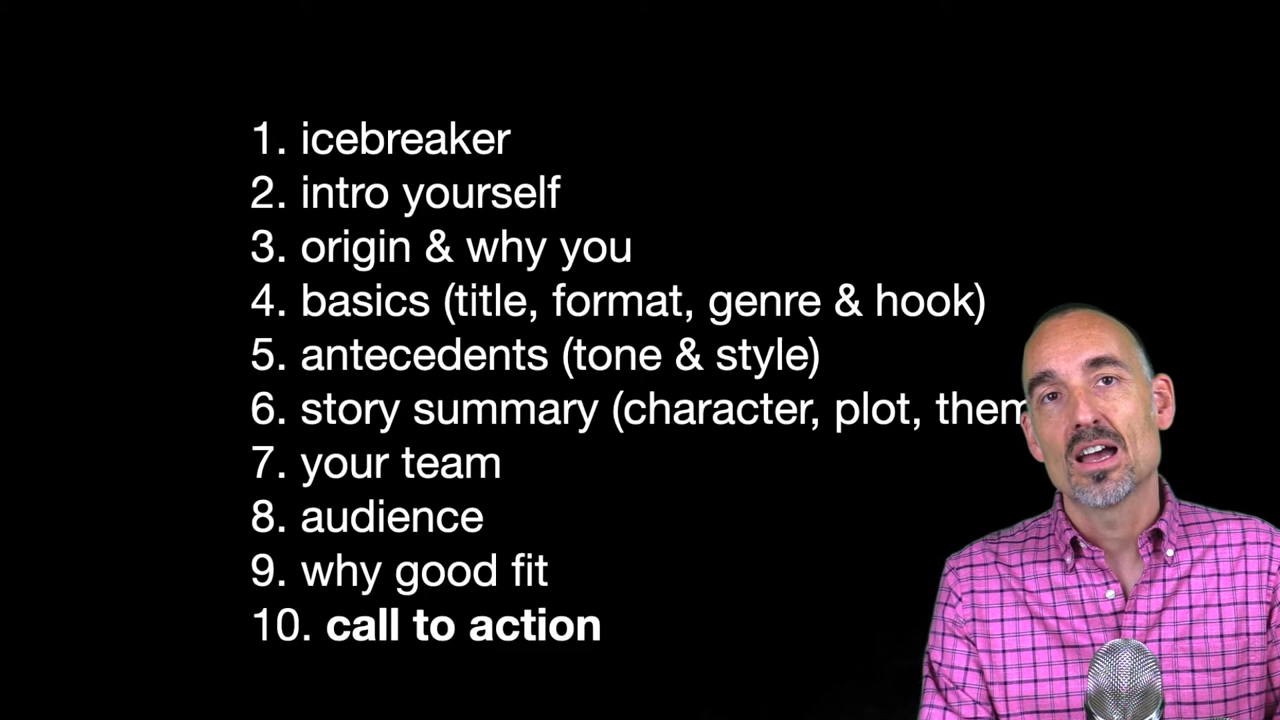 1. icebreaker
2. intro yourself
3. origin & why you
4. basics (title, format, genre & hook)
5. antecedents (tone & style)
6. story summary (character, plot, them
7. your team
8. audience
9. why good fit
10. call to action